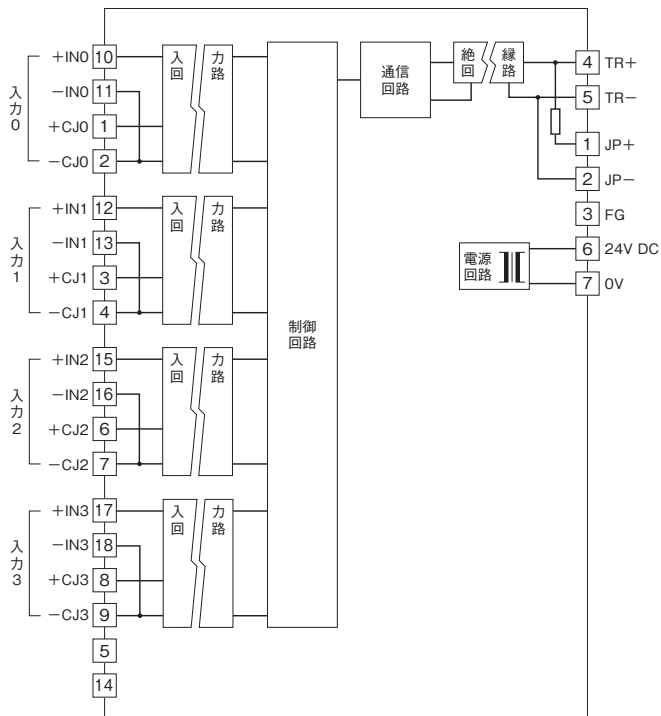 入力0
+IN0 10
−IN0 11
+CJ0 1
−CJ0 2
入力
回路
入力1
+IN1 12
−IN1 13
+CJ1 3
−CJ1 4
入力
回路
入力2
+IN2 15
−IN2 16
+CJ2 6
−CJ2 7
入力
回路
入力3
+IN3 17
−IN3 18
+CJ3 8
−CJ3 9
入力
回路
5
14
制御
回路
通信
回路
絶縁
回路
4 TR+
5 TR−
1 JP+
2 JP−
3 FG
電源
回路
6 24V DC
7 0V